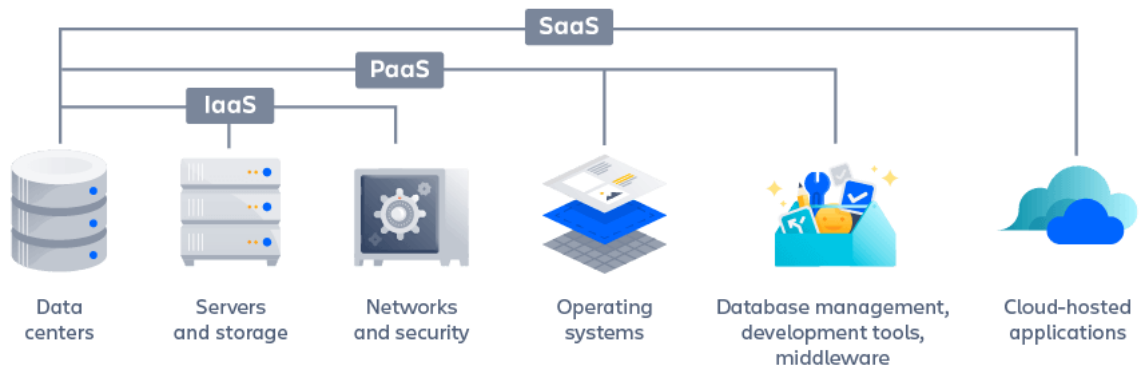 SaaS
PaaS
IaaS
Data
centers
Servers
and storage
Networks
and security
Operating
systems
Database management,
development tools,
middleware
Cloud-hosted
applications